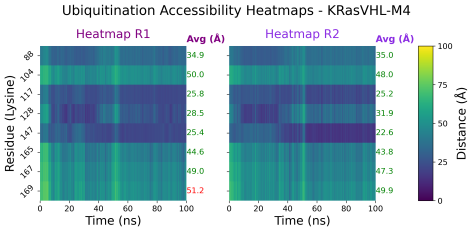 Ubiquitination Accessibility Heatmaps - KRasVHL-M4
Heatmap R1 Avg (Å) Heatmap R2 Avg (Å)
Residue (Lysine)
88 34.9 35.0
104 50.0 48.0
117 25.8 25.2
128 28.5 31.9
147 29.4 22.6
165 44.6 43.8
167 49.0 47.3
169 51.2 49.9
0 20 40 60 80 100
0 20 40 60 80 100
Time (ns) Time (ns)
100
75
50
25
0
Distance (Å)